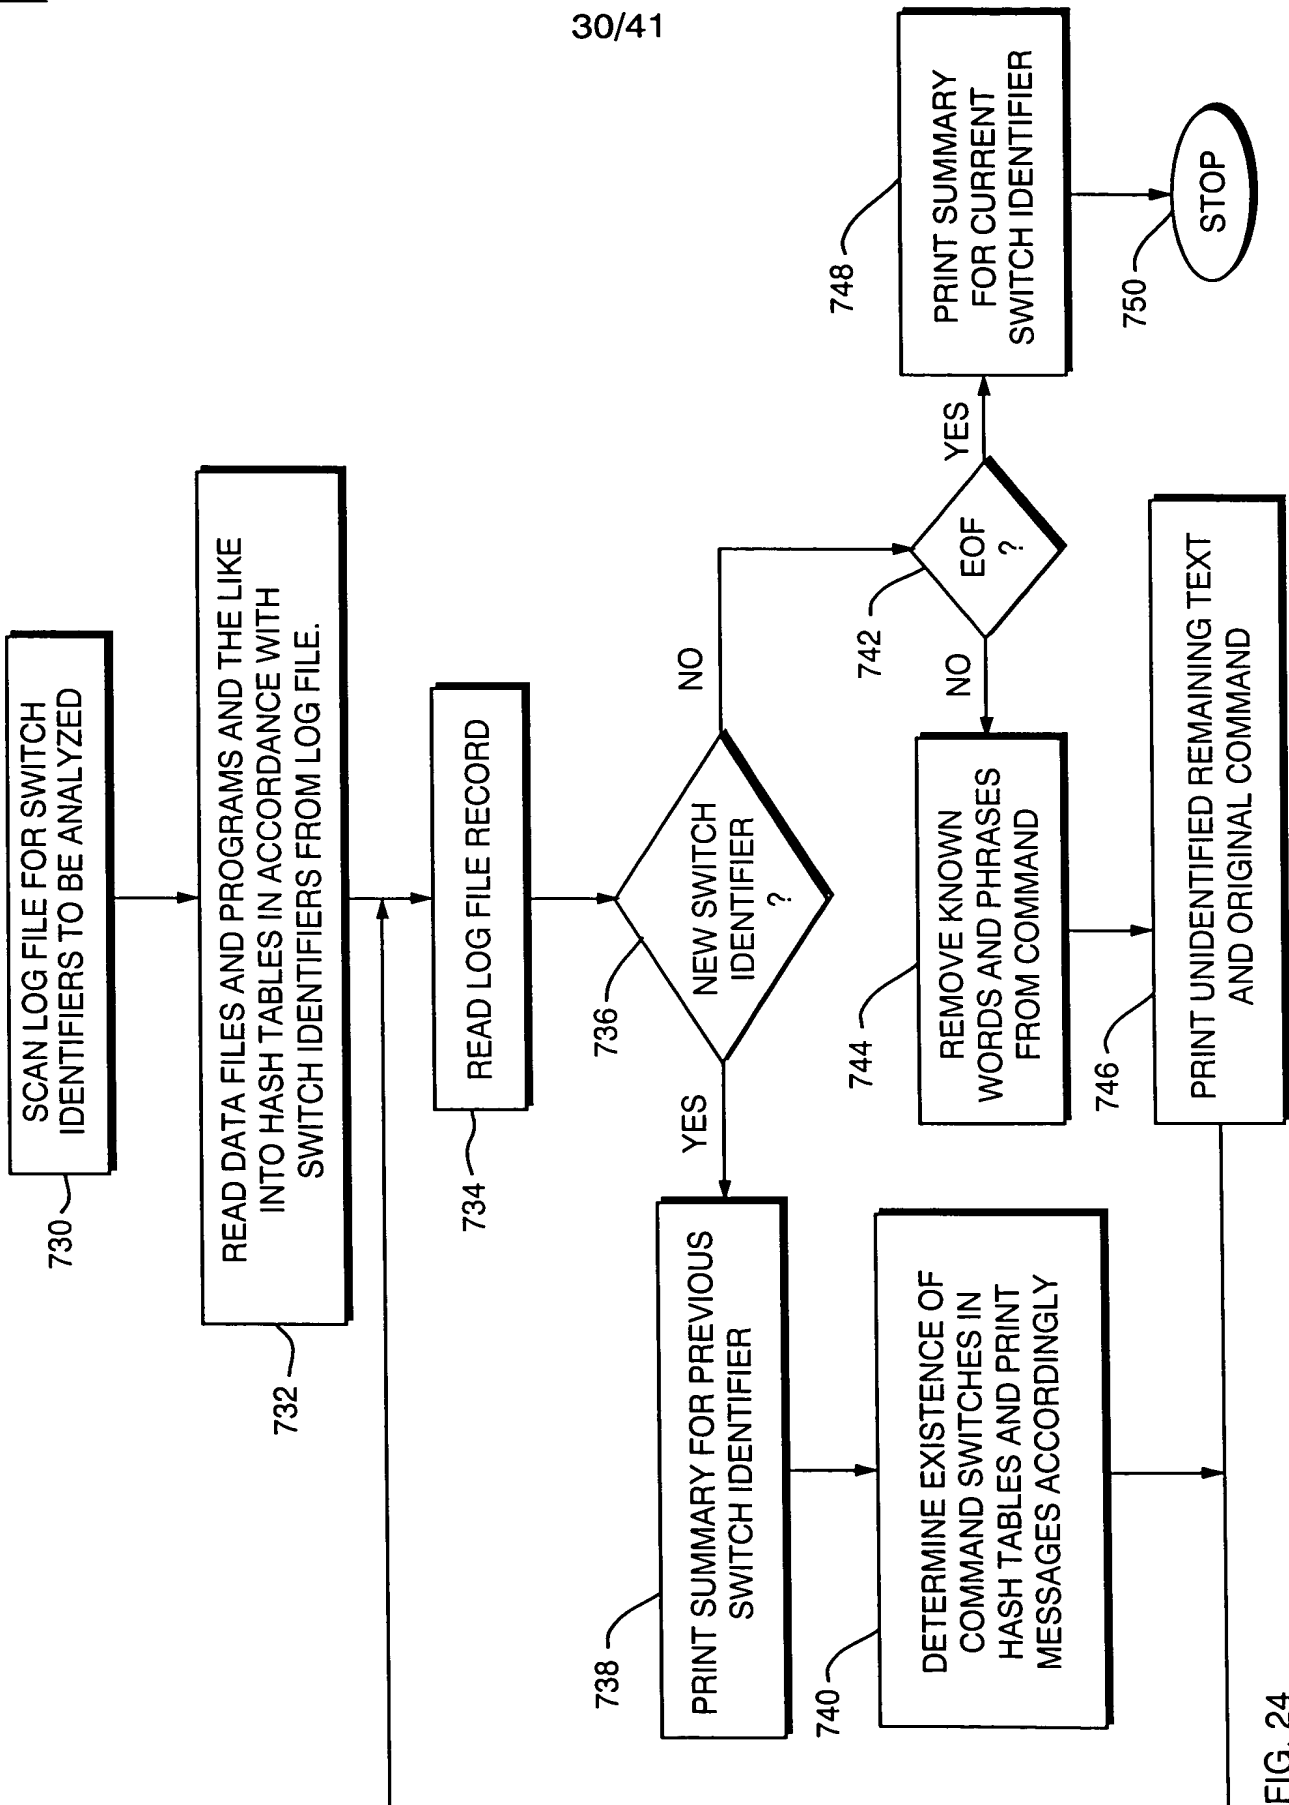 30/41
SCAN LOG FILE FOR SWITCH
IDENTIFIERS TO BE ANALYZED
730
READ DATA FILES AND PROGRAMS AND THE LIKE
INTO HASH TABLES IN ACCORDANCE WITH
SWITCH IDENTIFIERS FROM LOG FILE.
732
READ LOG FILE RECORD
734
NEW SWITCH
IDENTIFIER
?
736
YES
NO
PRINT SUMMARY FOR PREVIOUS
SWITCH IDENTIFIER
738
DETERMINE EXISTENCE OF
COMMAND SWITCHES IN
HASH TABLES AND PRINT
MESSAGES ACCORDINGLY
740
EOF
?
742
NO
YES
REMOVE KNOWN
WORDS AND PHRASES
FROM COMMAND
744
PRINT UNIDENTIFIED REMAINING TEXT
AND ORIGINAL COMMAND
746
PRINT SUMMARY
FOR CURRENT
SWITCH IDENTIFIER
748
STOP
750
FIG. 24